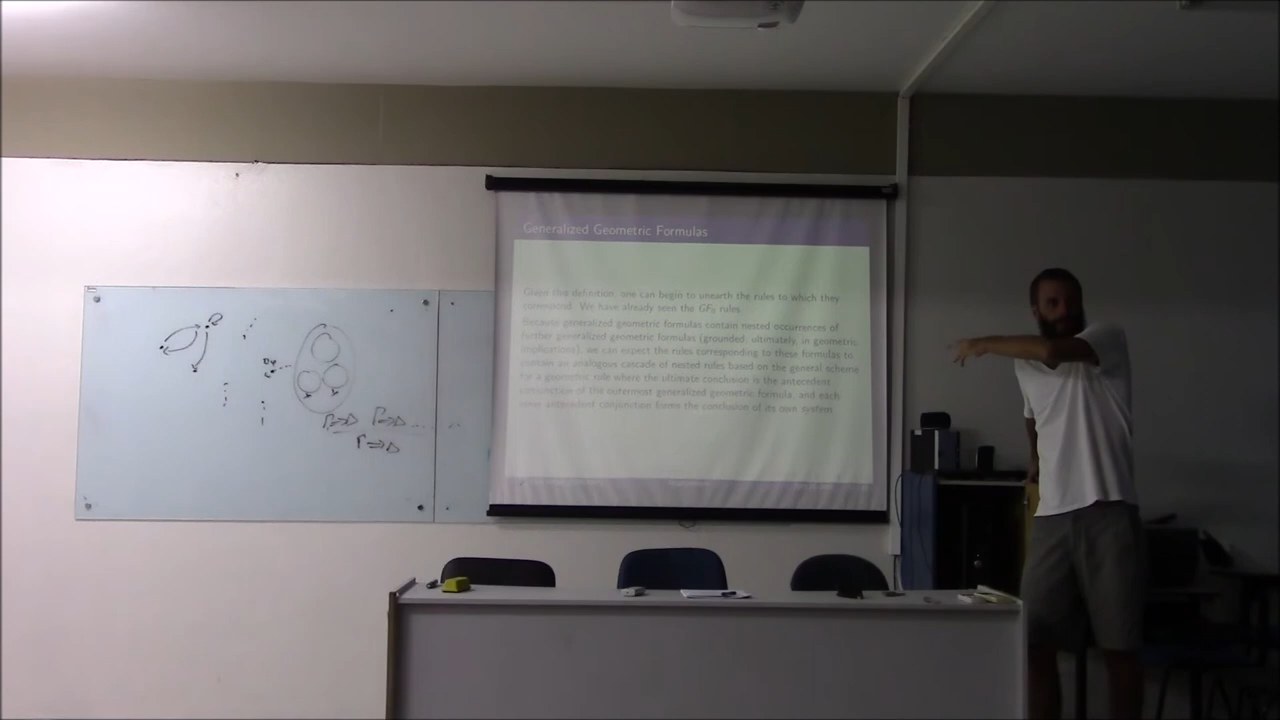 Generalized Geometric Formulas
Given this definition, one can begin to unearth the rules to which they
correspond. We have already seen the GF₀ rules.
Because generalized geometric formulas contain nested occurrences of
further generalized geometric formulas (grounded, ultimately, in geometric
implications), we can expect the rules corresponding to these formulas to
contain an analogous cascade of nested rules based on the general scheme
for a geometric rule where the ultimate conclusion is the antecedent
conjunction of the outermost generalized geometric formula, and each
antecedent conjunction forms the conclusion of its own system
Γ⇒Δ Γ⇒Δ ....
Γ⇒Δ